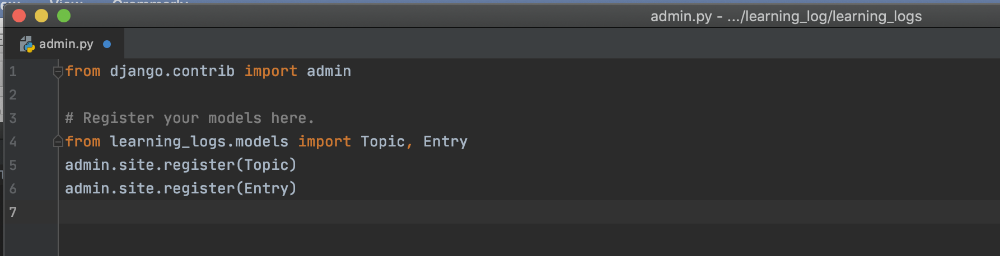 admin.py - .../learning_log/learning_logs
admin.py
1 from django.contrib import admin
2
3 # Register your models here.
4 from learning_logs.models import Topic, Entry
5 admin.site.register(Topic)
6 admin.site.register(Entry)
7